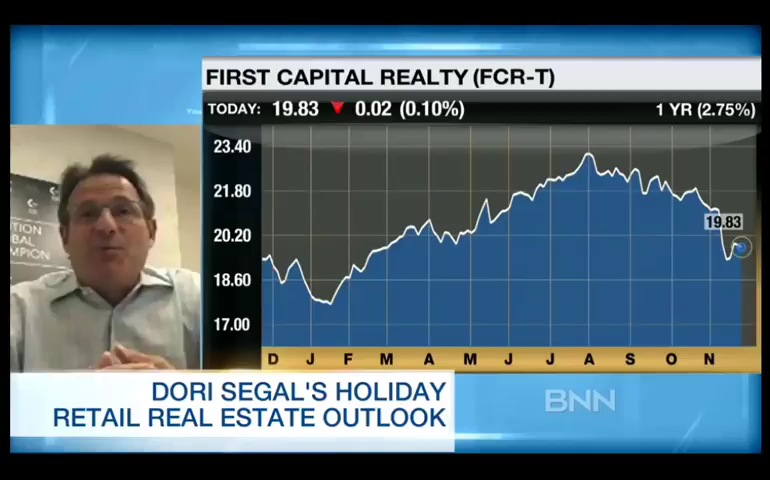 FIRST CAPITAL REALTY (FCR-T)
TODAY: 19.83 ▼ 0.02 (0.10%) 1 YR (2.75%)
23.40
21.80
20.20
18.60
17.00
19.83
D J F M A M J J A S O N
DORI SEGAL'S HOLIDAY
RETAIL REAL ESTATE OUTLOOK
BNN